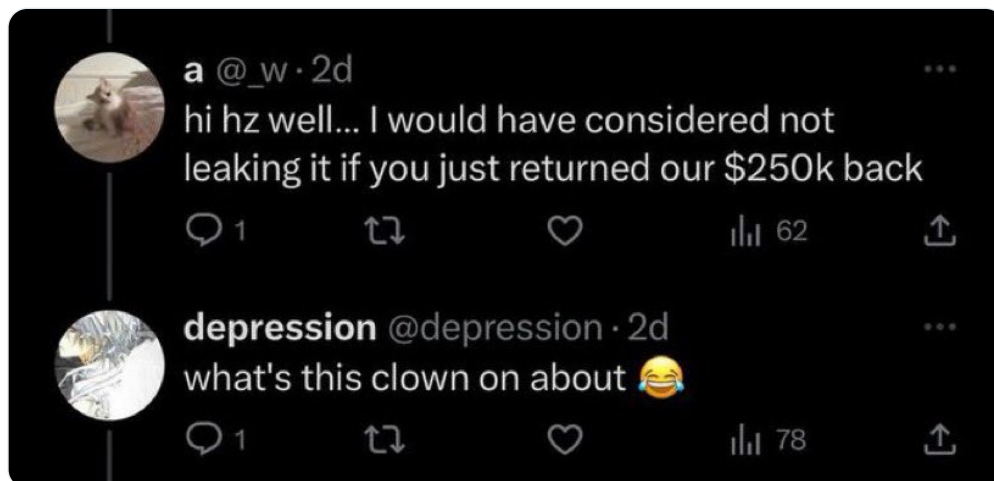 a @_w · 2d
hi hz well... I would have considered not
leaking it if you just returned our $250k back
1 62
depression @depression · 2d
what's this clown on about 😂
1 78